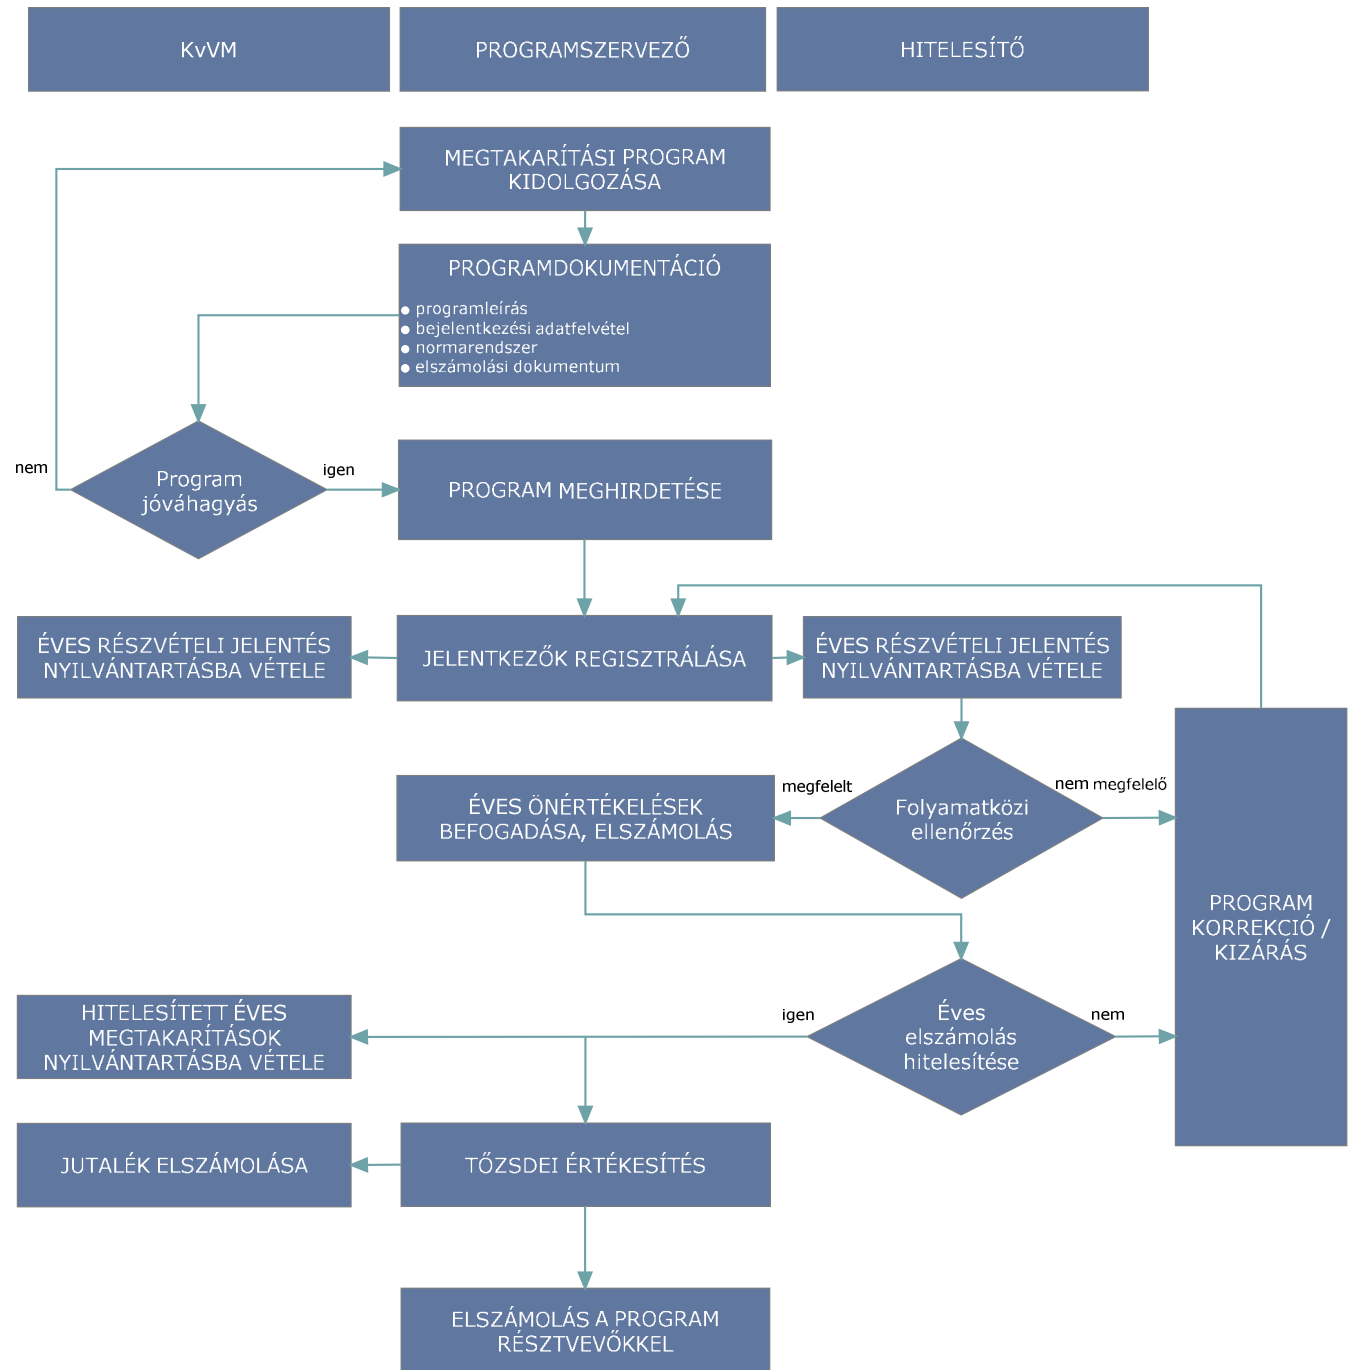 KvVM
PROGRAMSZERVEZŐ
HITELESÍTŐ
MEGTAKARÍTÁSI PROGRAM
KIDOLGOZÁSA
PROGRAMDOKUMENTÁCIÓ
● programleírás
● bejelentkezési adatfelvétel
● normarendszer
● elszámolási dokumentum
nem
Program
jóváhagyás
igen
PROGRAM MEGHIRDETÉSE
ÉVES RÉSZVÉTELI JELENTÉS
NYILVÁNTARTÁSBA VÉTELE
JELENTKEZŐK REGISZTRÁLÁSA
ÉVES RÉSZVÉTELI JELENTÉS
NYILVÁNTARTÁSBA VÉTELE
ÉVES ÖNÉRTÉKELÉSEK
BEFOGADÁSA, ELSZÁMOLÁS
megfelelt
Folyamatközi
ellenőrzés
nem megfelelő
PROGRAM
KORREKCIÓ /
KIZÁRÁS
HITELESÍTETT ÉVES
MEGTAKARÍTÁSOK
NYILVÁNTARTÁSBA VÉTELE
igen
Éves
elszámolás
hitelesítése
nem
JUTALÉK ELSZÁMOLÁSA
TŐZSDEI ÉRTÉKESÍTÉS
ELSZÁMOLÁS A PROGRAM
RÉSZTVEVŐKKEL